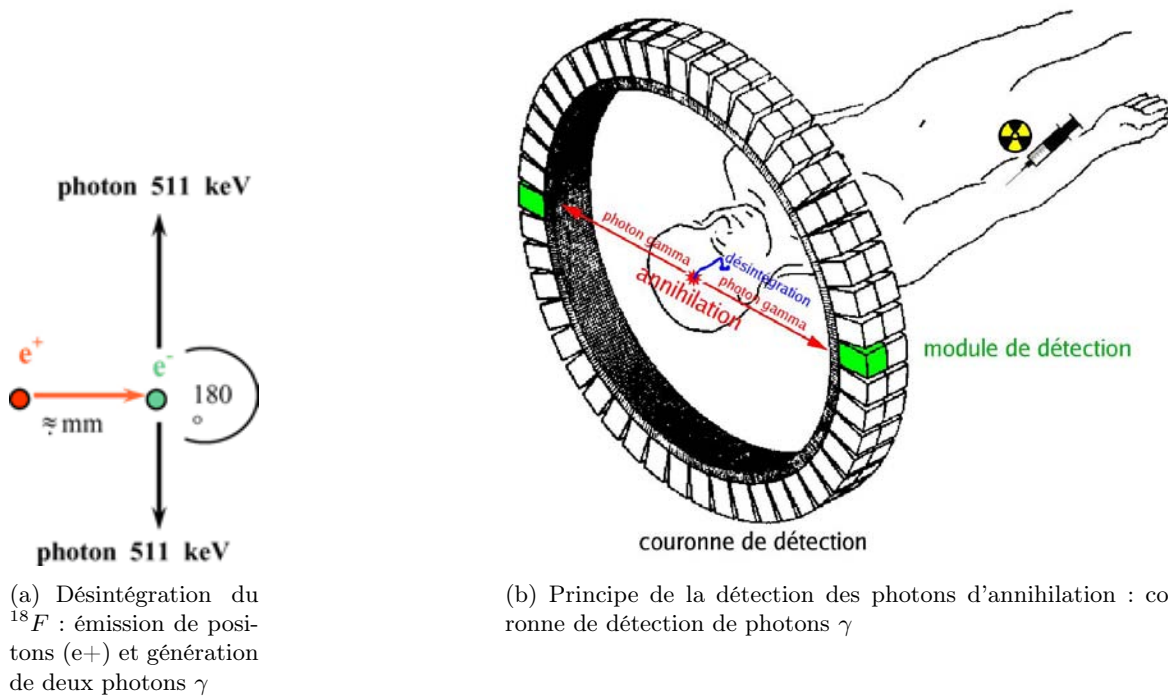 photon 511 keV
e+
e-
180
°
≈ mm
photon 511 keV
(a) Désintégration du
18F : émission de posi-
tons (e+) et génération
de deux photons γ
photon gamma
désintégration
annihilation
photon gamma
module de détection
couronne de détection
(b) Principe de la détection des photons d'annihilation : co
ronne de détection de photons γ